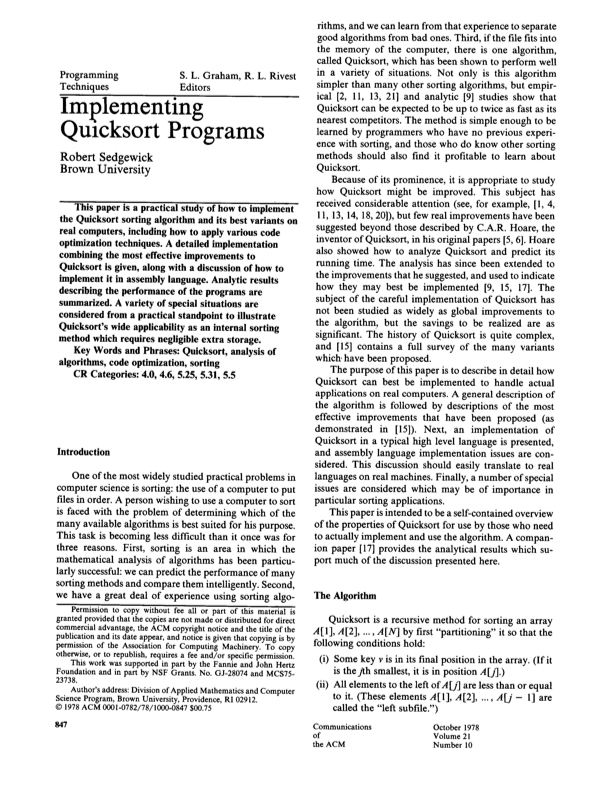 Programming
Techniques
S. L. Graham, R. L. Rivest
Editors
Implementing
Quicksort Programs
Robert Sedgewick
Brown University
This paper is a practical study of how to implement
the Quicksort sorting algorithm and its best variants on
real computers, including how to apply various code
optimization techniques. A detailed implementation
combining the most effective improvements to
Quicksort is given, along with a discussion of how to
implement it in assembly language. Analytic results
describing the performance of the programs are
summarized. A variety of special situations are
considered from a practical standpoint to illustrate
Quicksort's wide applicability as an internal sorting
method which requires negligible extra storage.
Key Words and Phrases: Quicksort, analysis of
algorithms, code optimization, sorting
CR Categories: 4.0, 4.6, 5.25, 5.31, 5.5
Introduction
One of the most widely studied practical problems in
computer science is sorting: the use of a computer to put
files in order. A person wishing to use a computer to sort
is faced with the problem of determining which of the
many available algorithms is best suited for his purpose.
This task is becoming less difficult than it once was for
three reasons. First, sorting is an area in which the
mathematical analysis of algorithms has been particu-
larly successful: we can predict the performance of many
sorting methods and compare them intelligently. Second,
we have a great deal of experience using sorting algo-
Permission to copy without fee all or part of this material is
granted provided that the copies are not made or distributed for direct
commercial advantage, the ACM copyright notice and the title of the
publication and its date appear, and notice is given that copying is by
permission of the Association for Computing Machinery. To copy
otherwise, or to republish, requires a fee and/or specific permission.
This work was supported in part by the Fannie and John Hertz
Foundation and in part by NSF Grants. No. GJ-28074 and MCS75-
23738.
Author's address: Division of Applied Mathematics and Computer
Science Program, Brown University, Providence, RI 02912.
© 1978 ACM 0001-0782/78/1000-0847 $00.75
rithms, and we can learn from that experience to separate
good algorithms from bad ones. Third, if the file fits into
the memory of the computer, there is one algorithm,
called Quicksort, which has been shown to perform well
in a variety of situations. Not only is this algorithm
simpler than many other sorting algorithms, but empir-
ical [2, 11, 13, 21] and analytic [9] studies show that
Quicksort can be expected to be up to twice as fast as its
nearest competitors. The method is simple enough to be
learned by programmers who have no previous experi-
ence with sorting, and those who do know other sorting
methods should also find it profitable to learn about
Quicksort.
Because of its prominence, it is appropriate to study
how Quicksort might be improved. This subject has
received considerable attention (see, for example, [1, 4,
11, 13, 14, 18, 20]), but few real improvements have been
suggested beyond those described by C.A.R. Hoare, the
inventor of Quicksort, in his original papers [5, 6]. Hoare
also showed how to analyze Quicksort and predict its
running time. The analysis has since been extended to
the improvements that he suggested, and used to indicate
how they may best be implemented [9, 15, 17]. The
subject of the careful implementation of Quicksort has
not been studied as widely as global improvements to
the algorithm, but the savings to be realized are as
significant. The history of Quicksort is quite complex,
and [15] contains a full survey of the many variants
which have been proposed.
The purpose of this paper is to describe in detail how
Quicksort can best be implemented to handle actual
applications on real computers. A general description of
the algorithm is followed by descriptions of the most
effective improvements that have been proposed (as
demonstrated in [15]). Next, an implementation of
Quicksort in a typical high level language is presented,
and assembly language implementation issues are con-
sidered. This discussion should easily translate to real
languages on real machines. Finally, a number of special
issues are considered which may be of importance in
particular sorting applications.
This paper is intended to be a self-contained overview
of the properties of Quicksort for use by those who need
to actually implement and use the algorithm. A compan-
ion paper [17] provides the analytical results which su-
port much of the discussion presented here.
The Algorithm
Quicksort is a recursive method for sorting an array
A[1], A[2], ..., A[N] by first "partitioning" it so that the
following conditions hold:
(i) Some key v is in its final position in the array. (If it
is the jth smallest, it is in position A[j].)
(ii) All elements to the left of A[j] are less than or equal
to it. (These elements A[1], A[2], ..., A[j − 1] are
called the "left subfile.")
847
Communications
of
the ACM
October 1978
Volume 21
Number 10